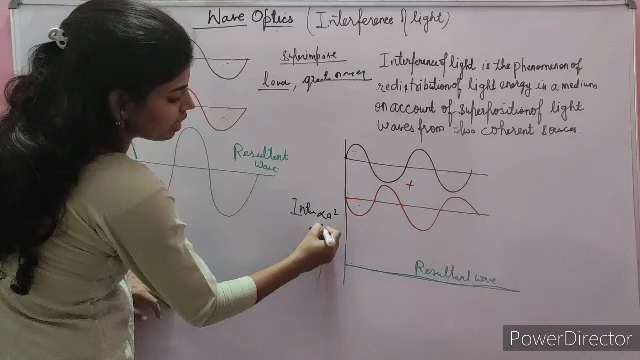 Wave Optics (Interference of light)
Superimpose
Interference of light is the phenomenon of
redistribution of light energy in a medium
on account of superposition of light
waves from two coherent souces
Resultant
wave
+
Resultant wave
PowerDirector